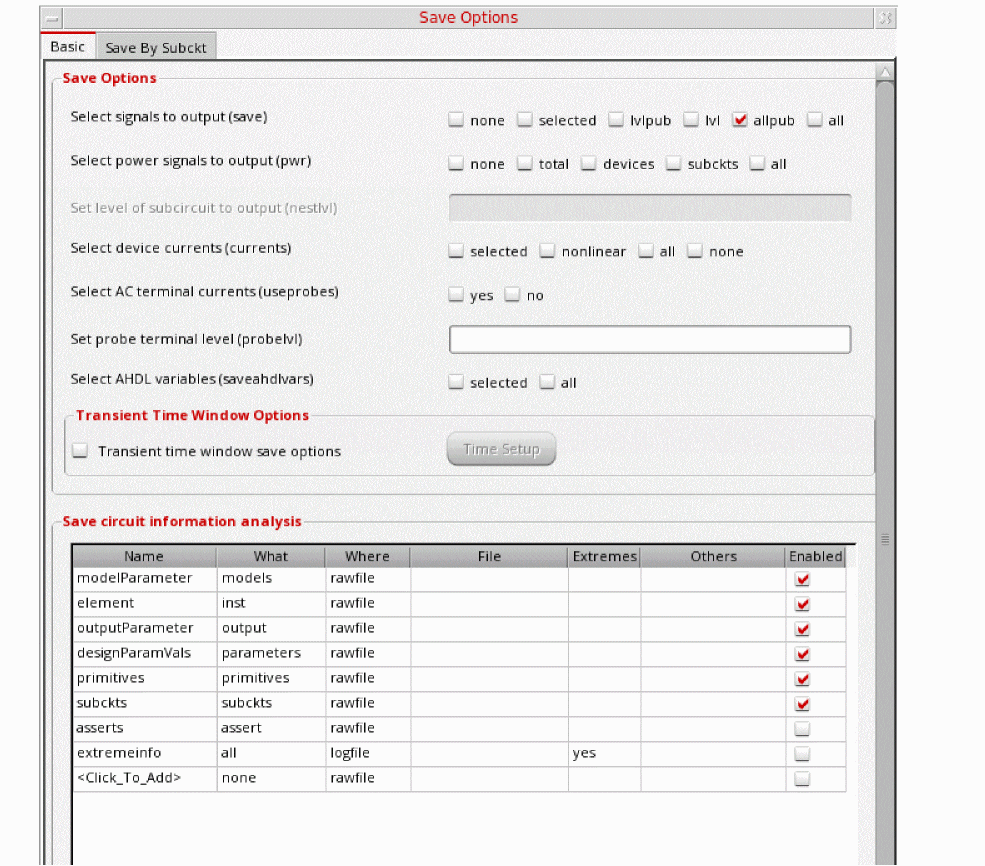 Save Options
Basic Save By Subckt
Save Options
Select signals to output (save) none selected lvlpub lvl allpub all
Select power signals to output (pwr) none total devices subckts all
Set level of subcircuit to output (nestlvl)
Select device currents (currents) selected nonlinear all none
Select AC terminal currents (useprobes) yes no
Set probe terminal level (probelvl)
Select AHDL variables (saveahdlvars) selected all
Transient Time Window Options
Transient time window save options Time Setup
Save circuit information analysis
Name What Where File Extremes Others Enabled
modelParameter models rawfile
element inst rawfile
outputParameter output rawfile
designParamVals parameters rawfile
primitives primitives rawfile
subckts subckts rawfile
asserts assert rawfile
extremeinfo all logfile yes
<Click_To_Add> none rawfile